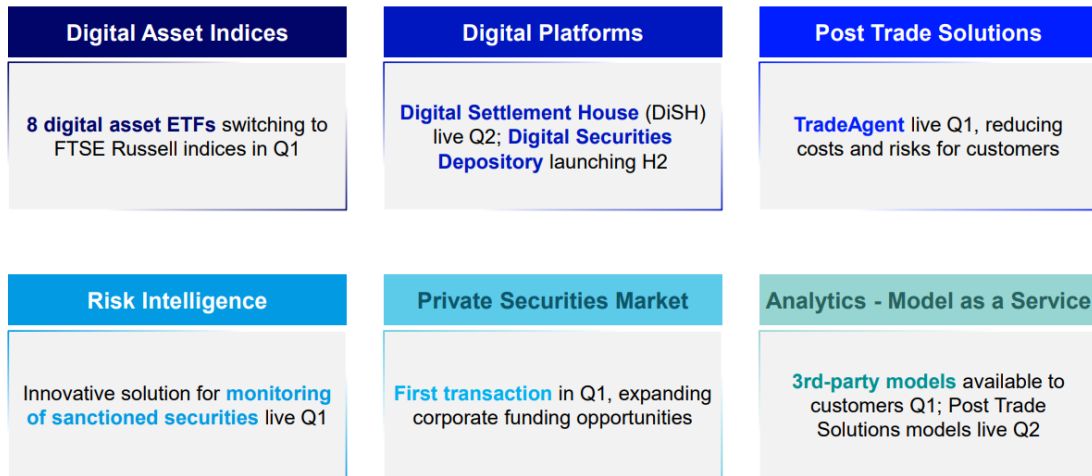 Digital Asset Indices
8 digital asset ETFs switching to
FTSE Russell indices in Q1
Digital Platforms
Digital Settlement House (DiSH)
live Q2; Digital Securities
Depository launching H2
Post Trade Solutions
TradeAgent live Q1, reducing
costs and risks for customers
Risk Intelligence
Innovative solution for monitoring
of sanctioned securities live Q1
Private Securities Market
First transaction in Q1, expanding
corporate funding opportunities
Analytics - Model as a Service
3rd-party models available to
customers Q1; Post Trade
Solutions models live Q2